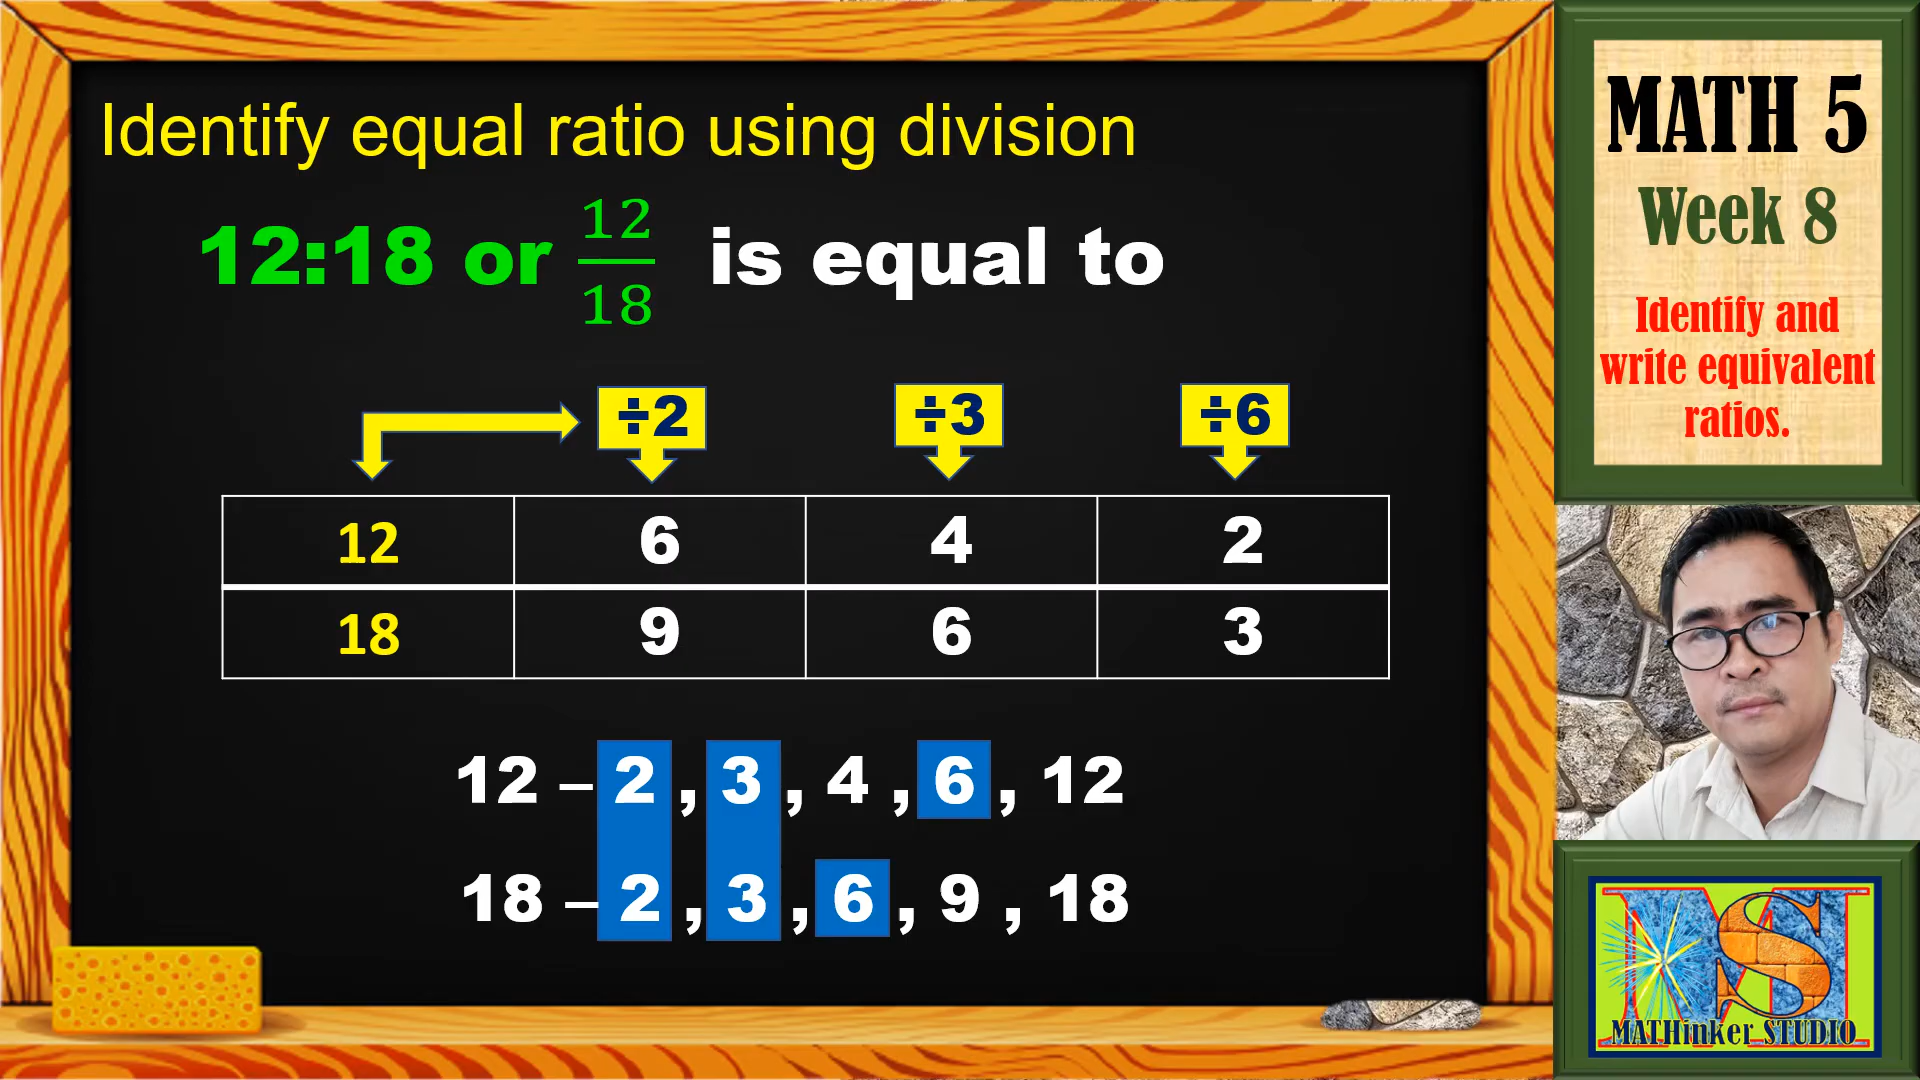 Identify equal ratio using division
12:18 or 12/18 is equal to
÷2 ÷3 ÷6
12 6 4 2
18 9 6 3
12 – 2 , 3 , 4 , 6 , 12
18 – 2 , 3 , 6 , 9 , 18
MATH 5
Week 8
Identify and
write equivalent
ratios.
MS
MATHinker STUDIO